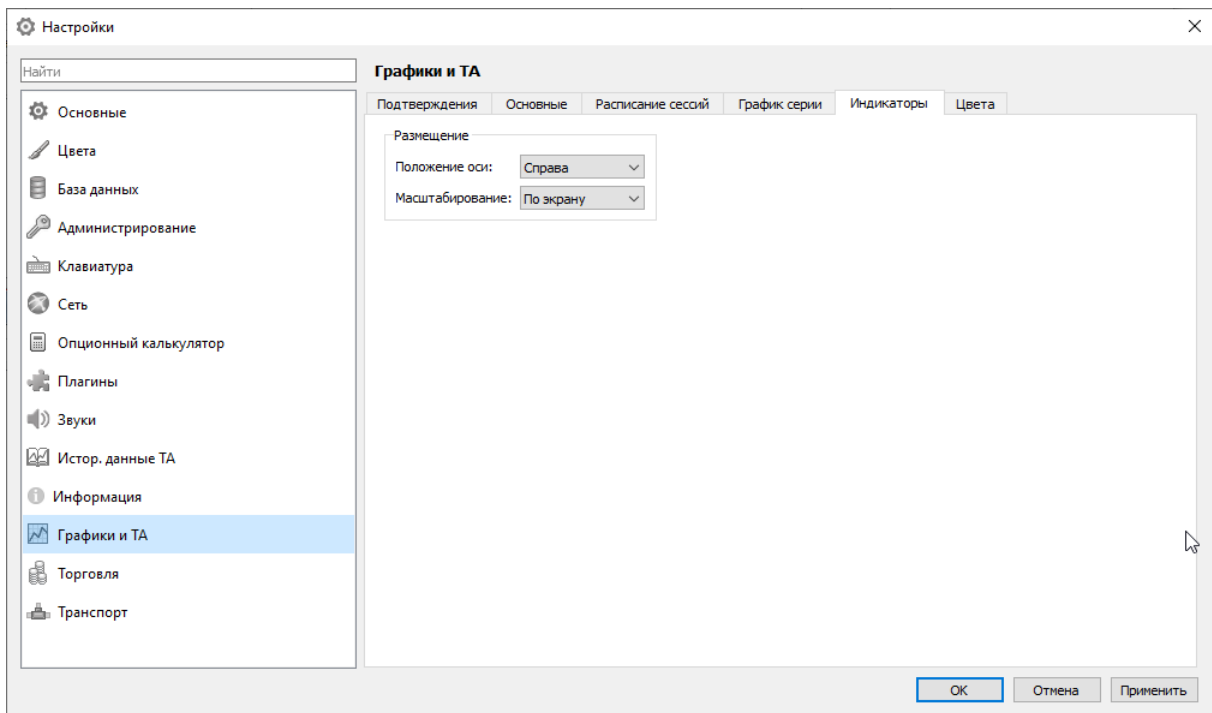 Настройки
Найти
Основные
Цвета
База данных
Администрирование
Клавиатура
Сеть
Опционный калькулятор
Плагины
Звуки
Истор. данные ТА
Информация
Графики и ТА
Торговля
Транспорт
Графики и ТА
Подтверждения Основные Расписание сессий График серии Индикаторы Цвета
Размещение
Положение оси: Справа
Масштабирование: По экрану
OK Отмена Применить